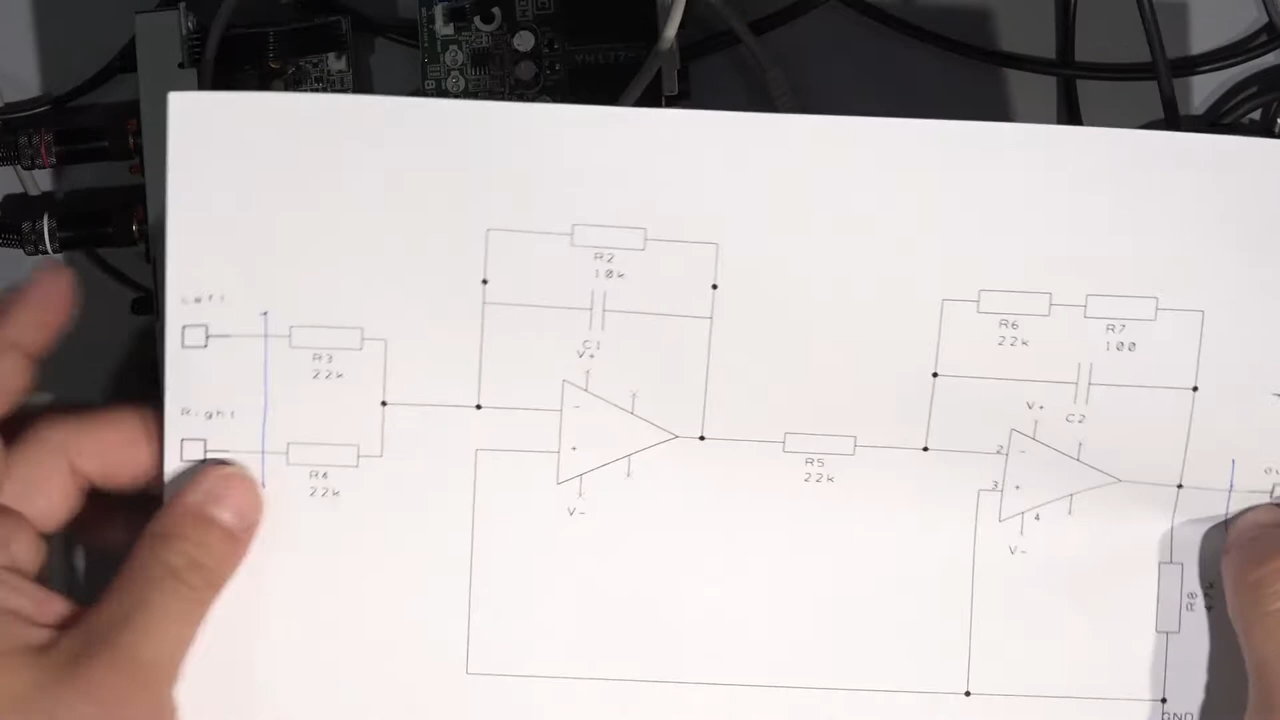 Left
R3
22k
Right
R4
22k
R2
10k
C1
V+
-
+
V-
R5
22k
R6
22k
R7
100
C2
V+
2
-
3
+
4
V-
R8
GND